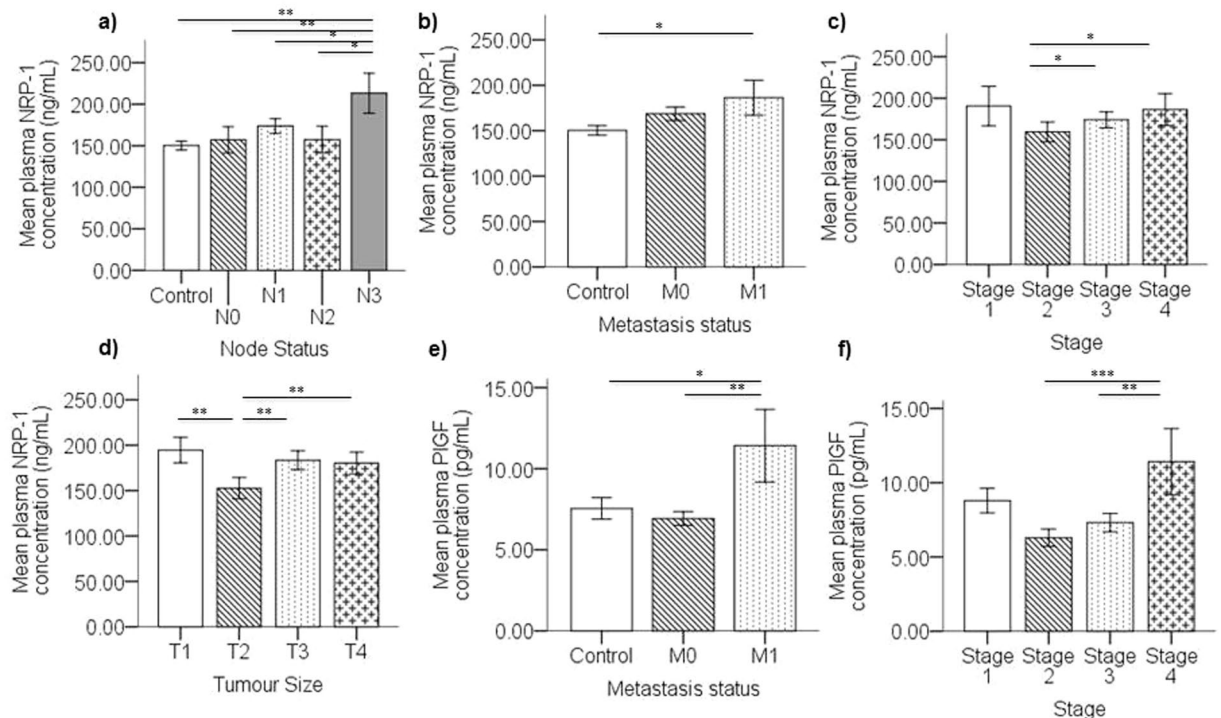 a)
**
**
*
*
Mean plasma NRP-1
concentration (ng/mL)
250.00
200.00
150.00
100.00
50.00
0.00
Control
N0
N1
N2
N3
Node Status
b)
*
Mean plasma NRP-1
concentration (ng/mL)
250.00
200.00
150.00
100.00
50.00
0.00
Control
M0
M1
Metastasis status
c)
*
*
Mean plasma NRP-1
concentration (ng/mL)
250.00
200.00
150.00
100.00
50.00
0.00
Stage
1
Stage
2
Stage
3
Stage
4
Stage
d)
**
**
**
Mean plasma NRP-1
concentration (ng/mL)
250.00
200.00
150.00
100.00
50.00
0.00
T1
T2
T3
T4
Tumour Size
e)
*
**
Mean plasma PlGF
concentration (pg/mL)
15.00
10.00
5.00
0.00
Control
M0
M1
Metastasis status
f)
***
**
Mean plasma PlGF
concentration (pg/mL)
15.00
10.00
5.00
0.00
Stage
1
Stage
2
Stage
3
Stage
4
Stage